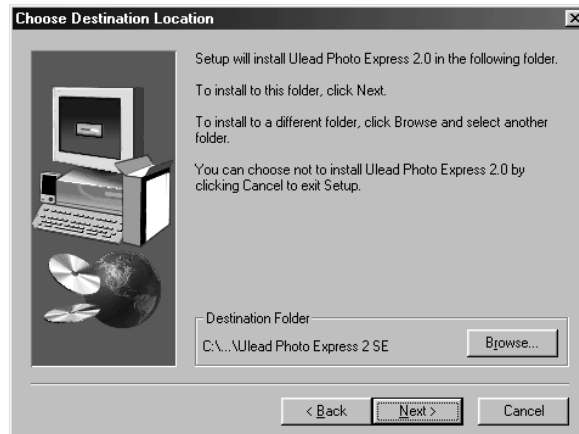 Choose Destination Location
Setup will install Ulead Photo Express 2.0 in the following folder.
To install to this folder, click Next.
To install to a different folder, click Browse and select another
folder.
You can choose not to install Ulead Photo Express 2.0 by
clicking Cancel to exit Setup.
Destination Folder
C:\...\Ulead Photo Express 2 SE
Browse...
< Back
Next >
Cancel